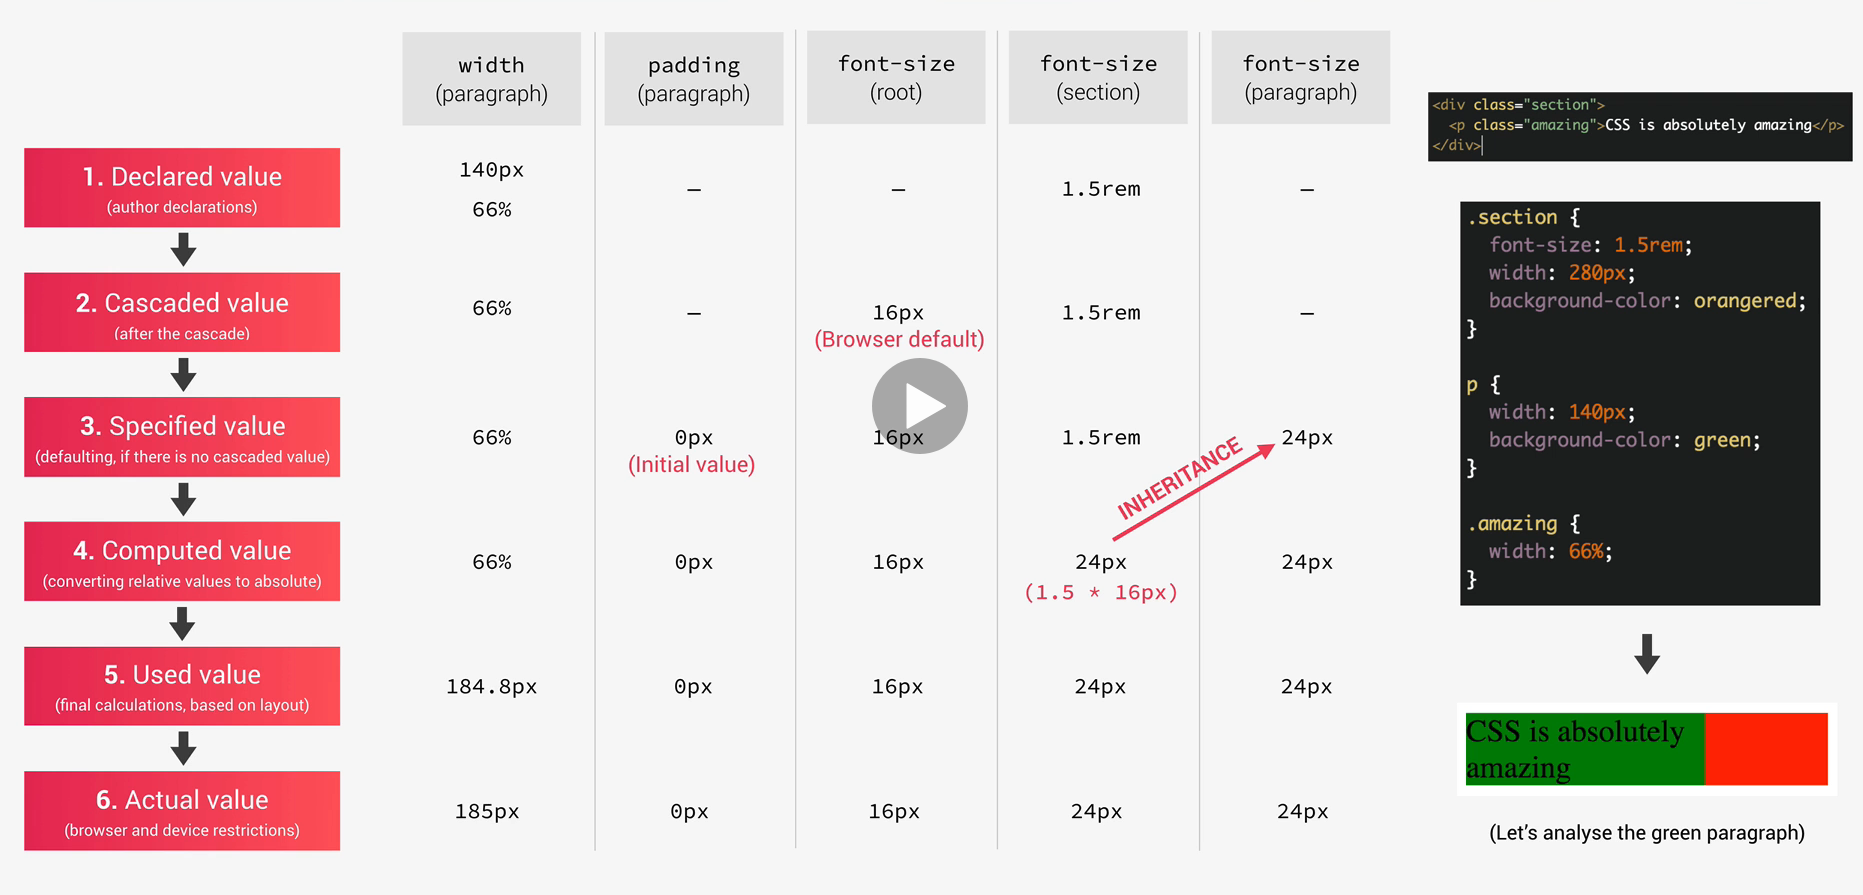 width
(paragraph)
padding
(paragraph)
font-size
(root)
font-size
(section)
font-size
(paragraph)
1. Declared value
(author declarations)
140px
66%
–
–
1.5rem
–
2. Cascaded value
(after the cascade)
66%
–
16px
(Browser default)
1.5rem
–
3. Specified value
(defaulting, if there is no cascaded value)
66%
0px
(Initial value)
16px
1.5rem
INHERITANCE
24px
4. Computed value
(converting relative values to absolute)
66%
0px
16px
24px
(1.5 * 16px)
24px
5. Used value
(final calculations, based on layout)
184.8px
0px
16px
24px
24px
6. Actual value
(browser and device restrictions)
185px
0px
16px
24px
24px
<div class="section">
<p class="amazing">CSS is absolutely amazing</p>
</div>
.section {
font-size: 1.5rem;
width: 280px;
background-color: orangered;
}
p {
width: 140px;
background-color: green;
}
.amazing {
width: 66%;
}
CSS is absolutely
amazing
(Let's analyse the green paragraph)